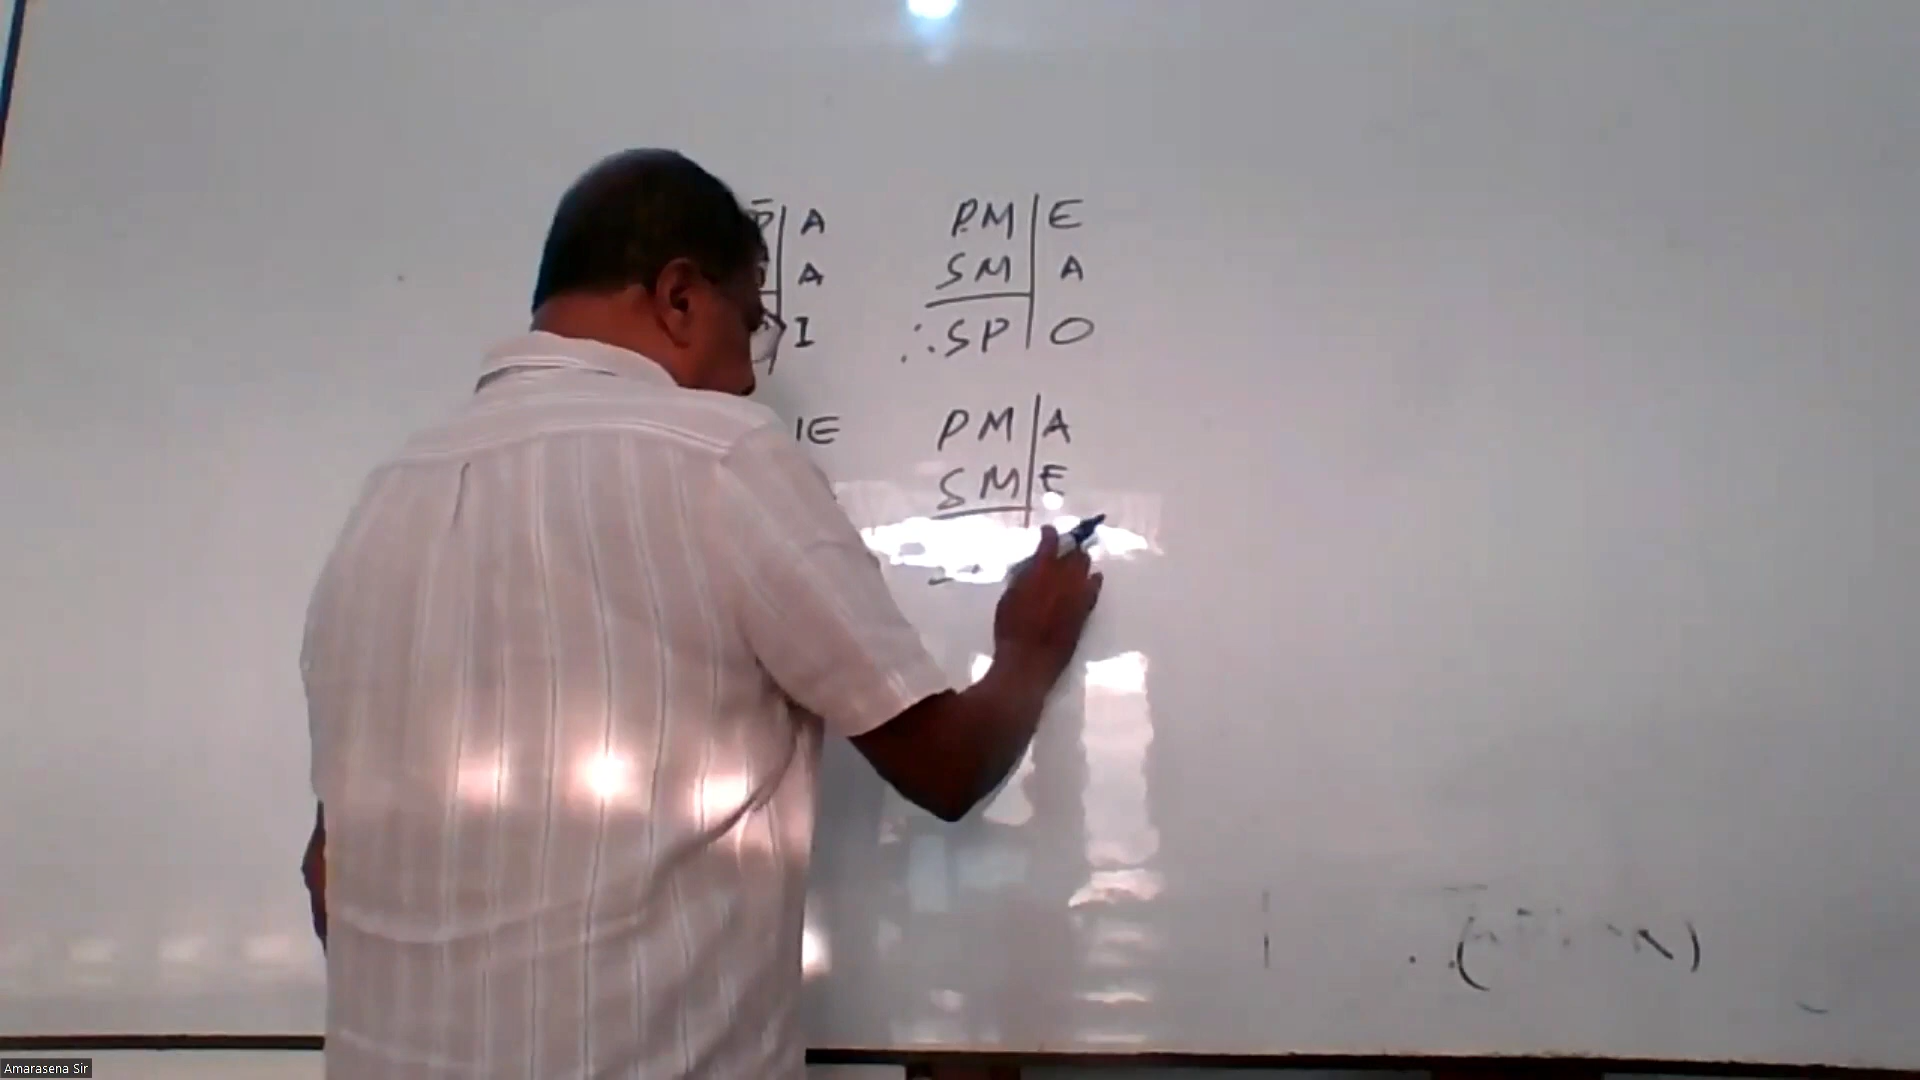 P | A
| A
I
PM | E
SM | A
∴ SP | O
| E
PM | A
SM | E
Amarasena Sir